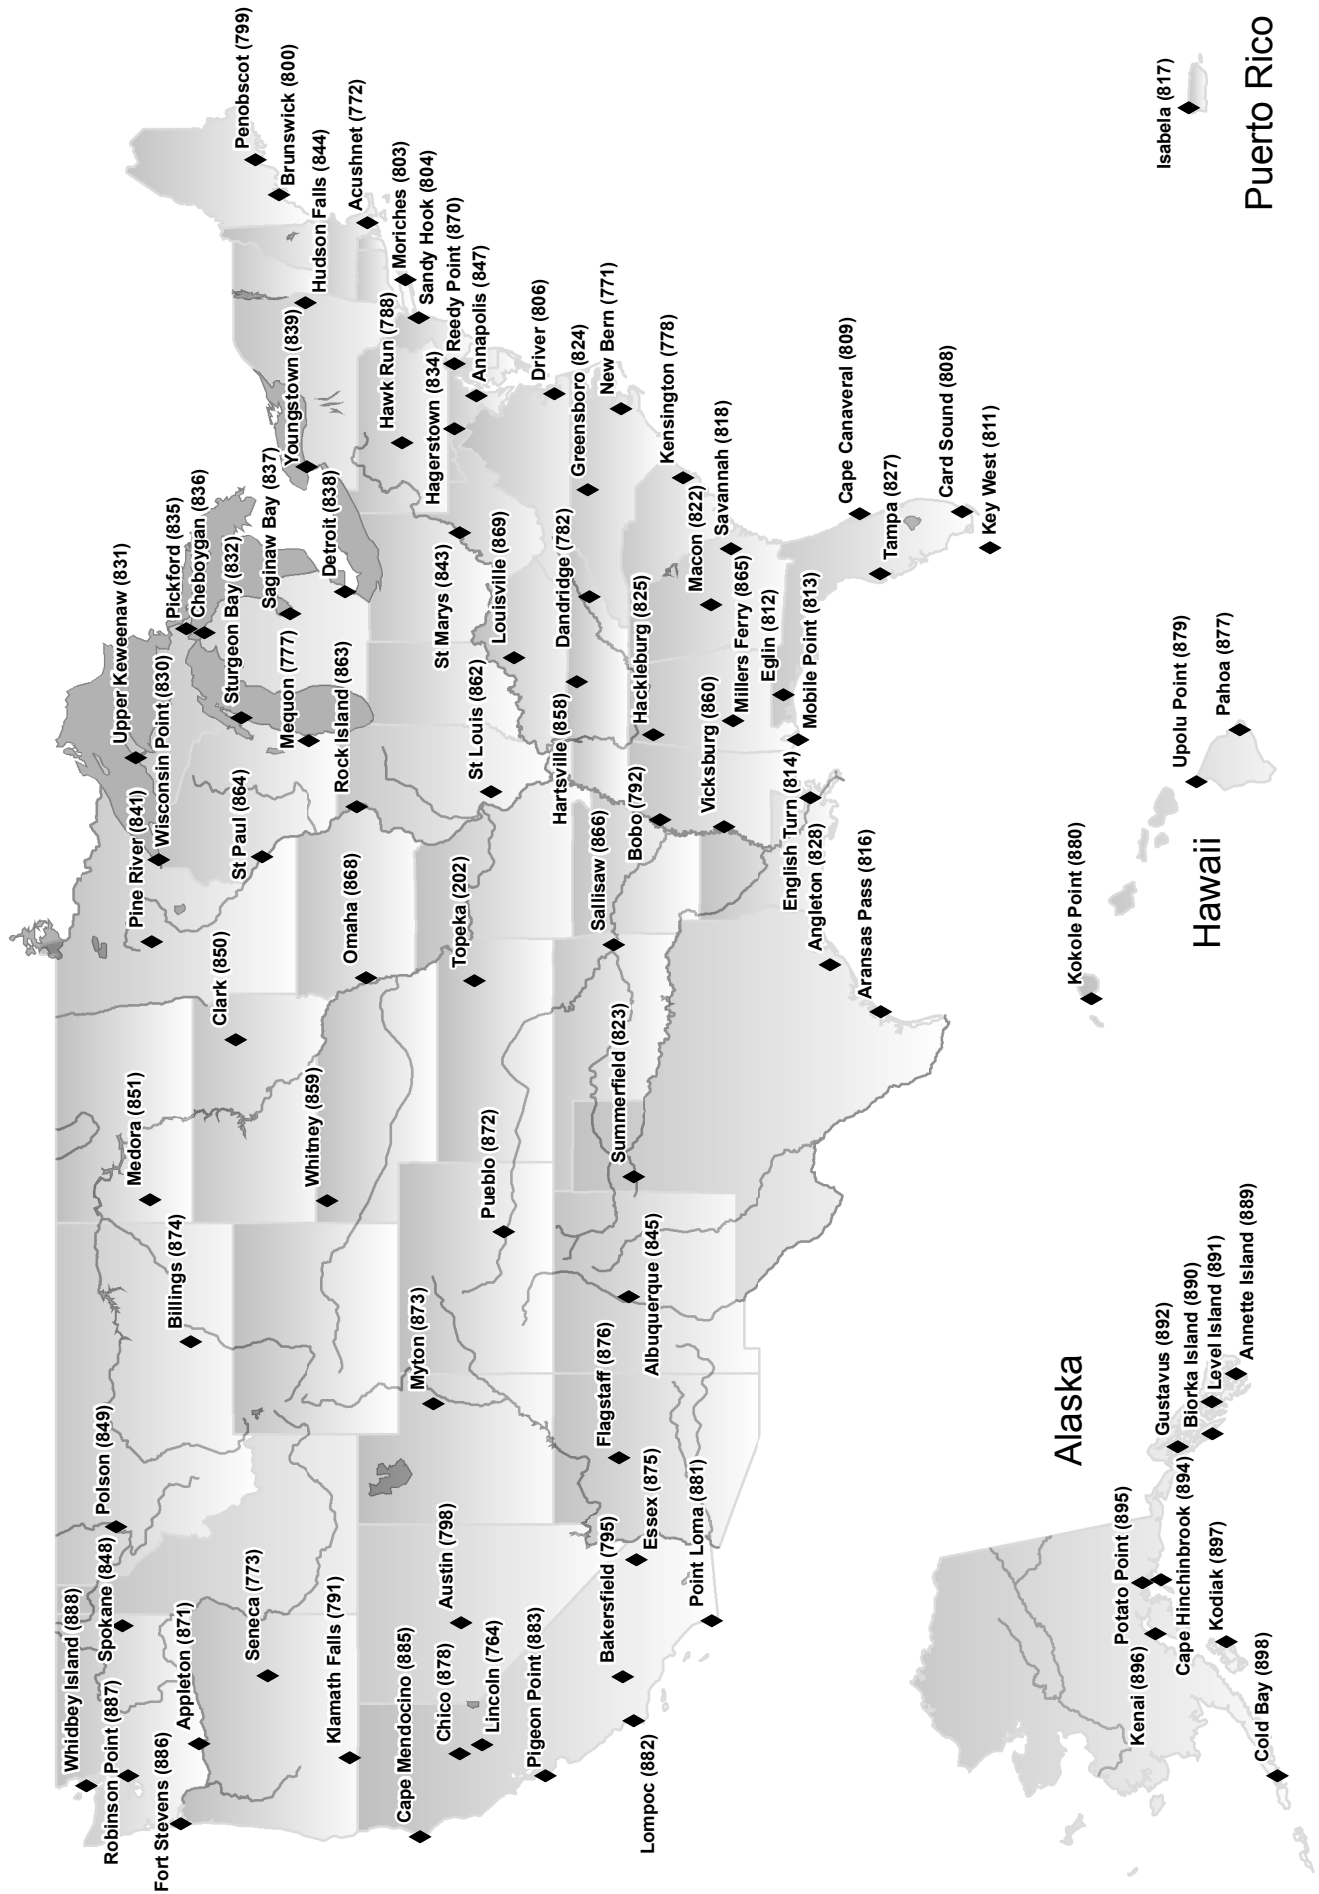 Whidbey Island (888)
Robinson Point (887)
Spokane (848)
Fort Stevens (886)
Appleton (871)
Polson (849)
Billings (874)
Medora (851)
Clark (850)
Pine River (841)
Wisconsin Point (830)
Upper Keweenaw (831)
Pickford (835)
Cheboygan (836)
Sturgeon Bay (832)
Saginaw Bay (837)
Detroit (838)
Youngstown (839)
Hudson Falls (844)
Penobscot (799)
Brunswick (800)
Acushnet (772)
Moriches (803)
Sandy Hook (804)
Reedy Point (870)
Annapolis (847)
Hawk Run (788)
Hagerstown (834)
Seneca (773)
Klamath Falls (791)
Whitney (859)
Omaha (868)
St Paul (864)
Mequon (777)
Rock Island (863)
Cape Mendocino (885)
Chico (878)
Lincoln (764)
Austin (798)
Myton (873)
Pueblo (872)
Topeka (202)
St Louis (862)
St Marys (843)
Louisville (869)
Driver (806)
Pigeon Point (883)
Bakersfield (795)
Lompoc (882)
Essex (875)
Point Loma (881)
Flagstaff (876)
Albuquerque (845)
Summerfield (823)
Sallisaw (866)
Hartsville (858)
Dandridge (782)
Greensboro (824)
New Bern (771)
Bobo (792)
Hackleburg (825)
Kensington (778)
Vicksburg (860)
Millers Ferry (865)
Macon (822)
Savannah (818)
Eglin (812)
Mobile Point (813)
English Turn (814)
Angleton (828)
Aransas Pass (816)
Cape Canaveral (809)
Tampa (827)
Card Sound (808)
Key West (811)
Alaska
Gustavus (892)
Biorka Island (890)
Level Island (891)
Annette Island (889)
Potato Point (895)
Cape Hinchinbrook (894)
Kenai (896)
Kodiak (897)
Cold Bay (898)
Kokole Point (880)
Upolu Point (879)
Pahoa (877)
Hawaii
Isabela (817)
Puerto Rico